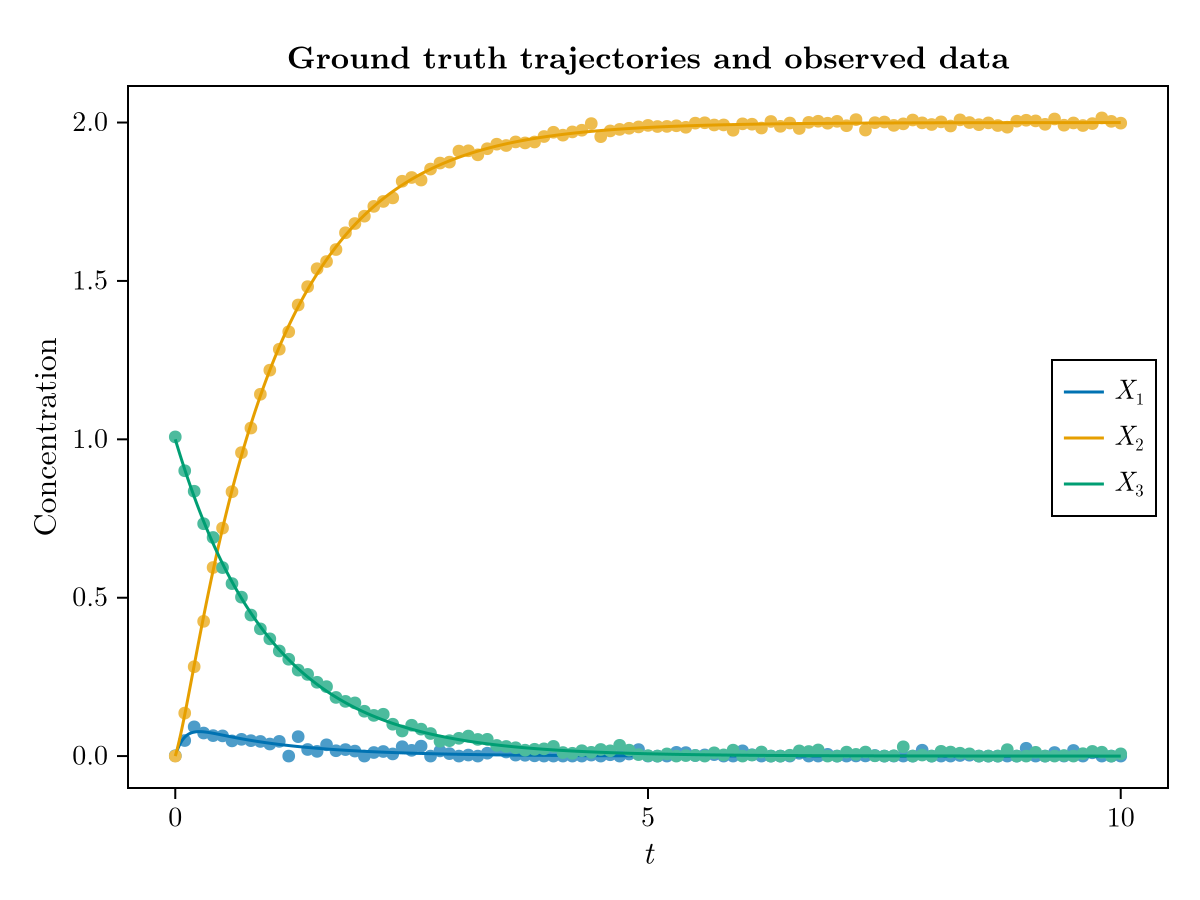 Ground truth trajectories and observed data
2.0
1.5
1.0
0.5
0.0
Concentration
X₁
X₂
X₃
0 5 10
t